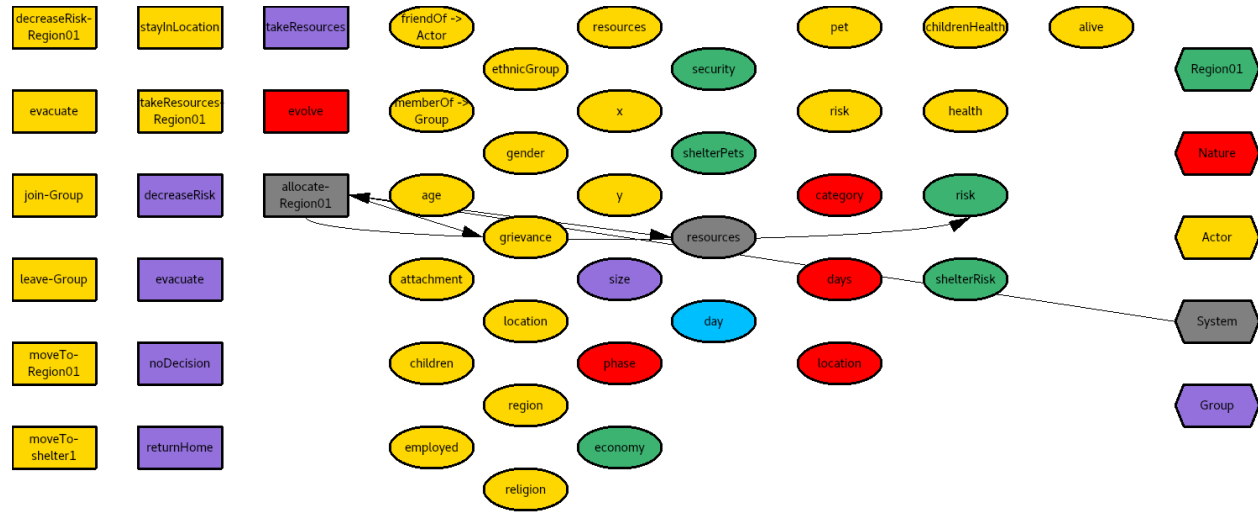 decreaseRisk-
Region01
stayInLocation
takeResources
friendOf ->
Actor
resources
pet
childrenHealth
alive
ethnicGroup
security
Region01
evacuate
takeResources-
Region01
evolve
memberOf ->
Group
x
risk
health
gender
shelterPets
Nature
join-Group
decreaseRisk
allocate-
Region01
age
y
category
risk
grievance
resources
Actor
leave-Group
evacuate
attachment
size
days
shelterRisk
location
day
System
moveTo-
Region01
noDecision
children
phase
location
region
Group
moveTo-
shelter1
returnHome
employed
economy
religion